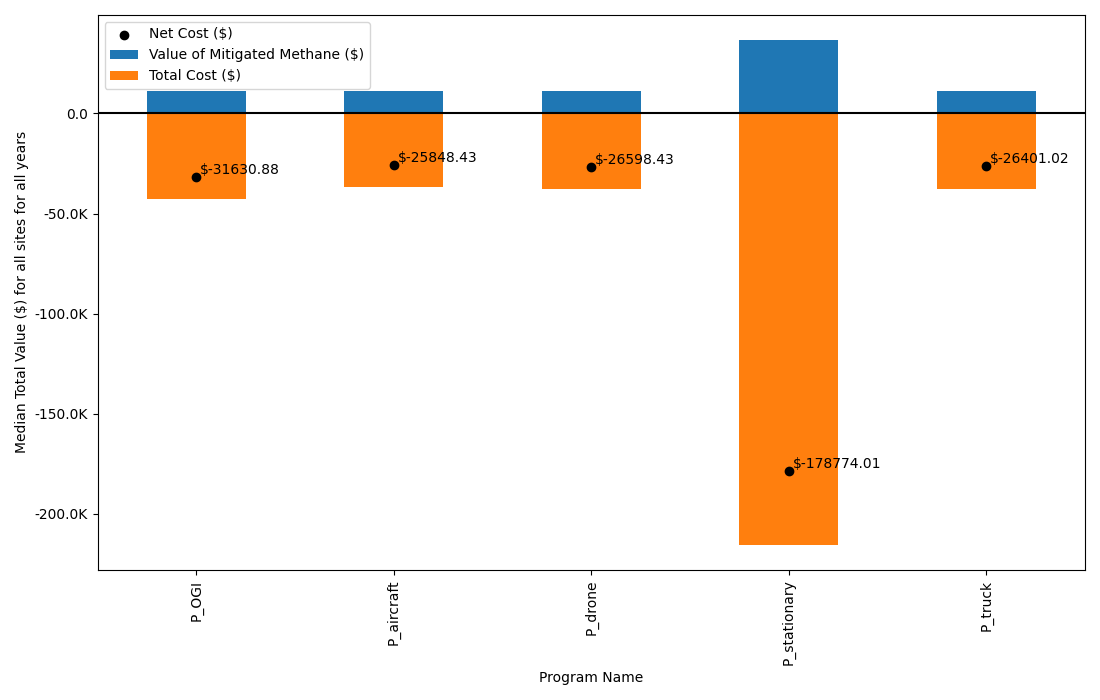 Net Cost ($)
Value of Mitigated Methane ($)
Total Cost ($)
Median Total Value ($) for all sites for all years
0.0
-50.0K
-100.0K
-150.0K
-200.0K
$-31630.88
$-25848.43
$-26598.43
$-178774.01
$-26401.02
P_OGI
P_aircraft
P_drone
P_stationary
P_truck
Program Name